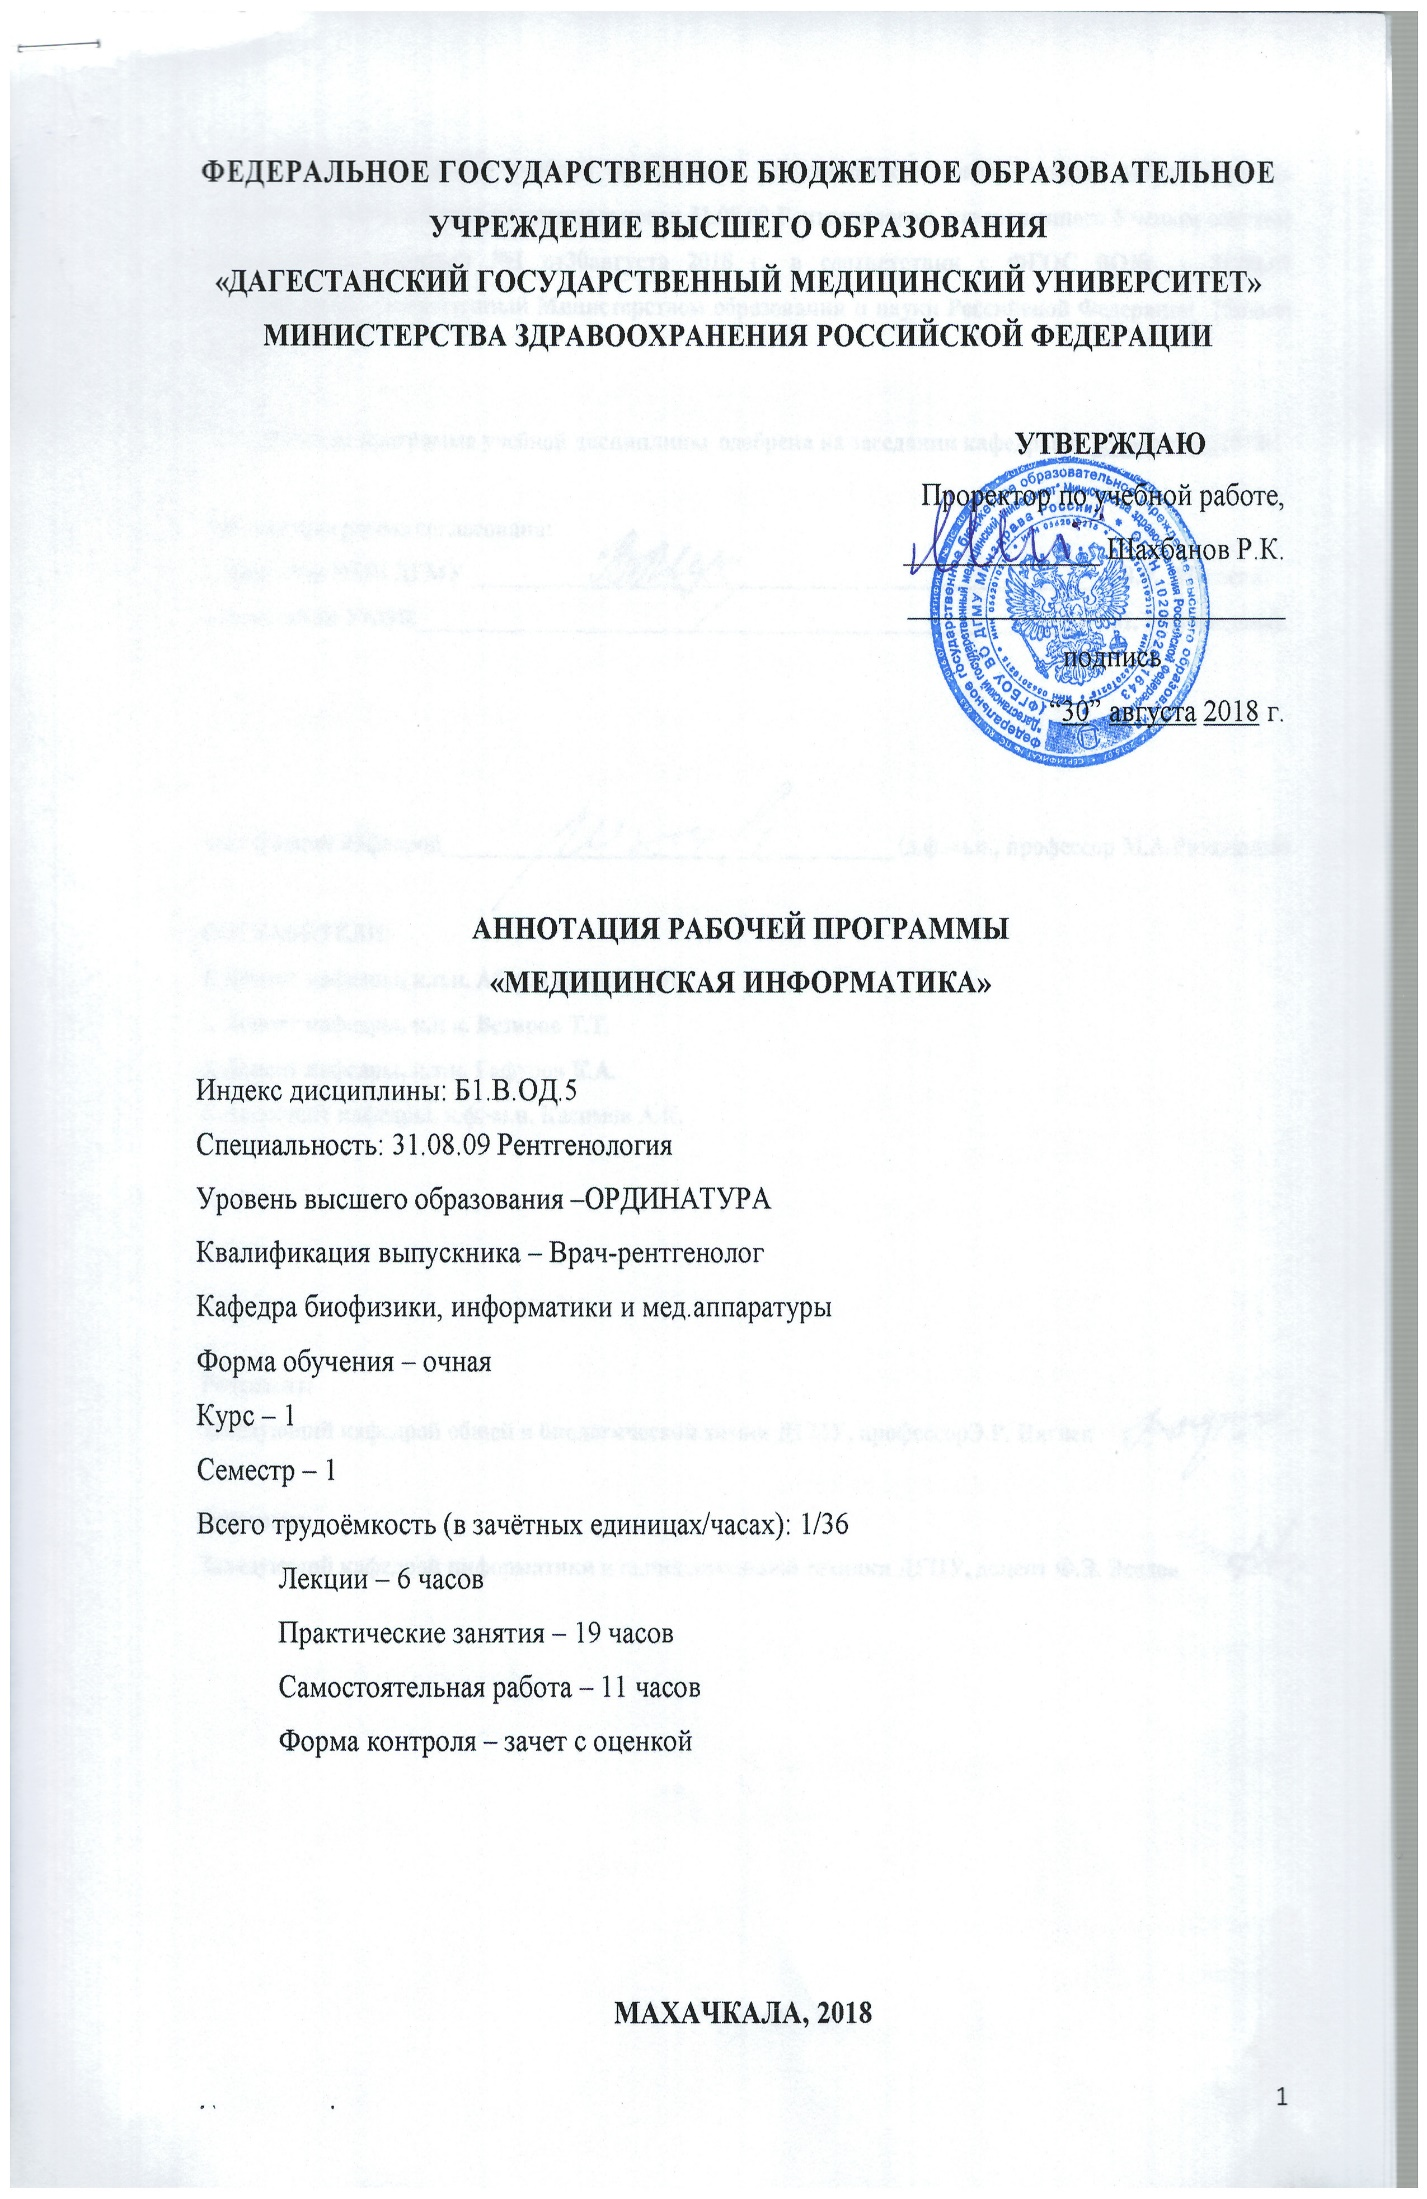 ФЕДЕРАЛЬНОЕ ГОСУДАРСТВЕННОЕ БЮДЖЕТНОЕ ОБРАЗОВАТЕЛЬНОЕ
УЧРЕЖДЕНИЕ ВЫСШЕГО ОБРАЗОВАНИЯ
«ДАГЕСТАНСКИЙ ГОСУДАРСТВЕННЫЙ МЕДИЦИНСКИЙ УНИВЕРСИТЕТ»
МИНИСТЕРСТВА ЗДРАВООХРАНЕНИЯ РОССИЙСКОЙ ФЕДЕРАЦИИ
УТВЕРЖДАЮ
Проректор по учебной работе,
Шахбанов Р.К.
подпись
“30” августа 2018 г.
АННОТАЦИЯ РАБОЧЕЙ ПРОГРАММЫ
«МЕДИЦИНСКАЯ ИНФОРМАТИКА»
Индекс дисциплины: Б1.В.ОД.5
Специальность: 31.08.09 Рентгенология
Уровень высшего образования –ОРДИНАТУРА
Квалификация выпускника – Врач-рентгенолог
Кафедра биофизики, информатики и мед.аппаратуры
Форма обучения – очная
Курс – 1
Семестр – 1
Всего трудоёмкость (в зачётных единицах/часах): 1/36
Лекции – 6 часов
Практические занятия – 19 часов
Самостоятельная работа – 11 часов
Форма контроля – зачет с оценкой
МАХАЧКАЛА, 2018
1